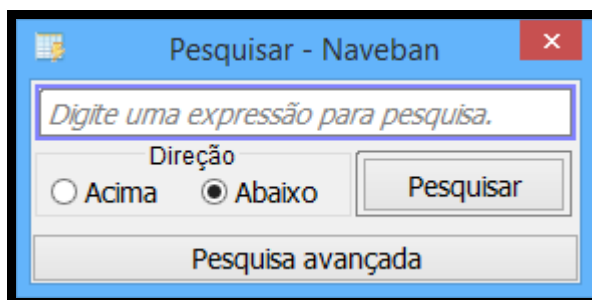 Pesquisar - Naveban
Digite uma expressão para pesquisa.
Direção
Acima Abaixo Pesquisar
Pesquisa avançada